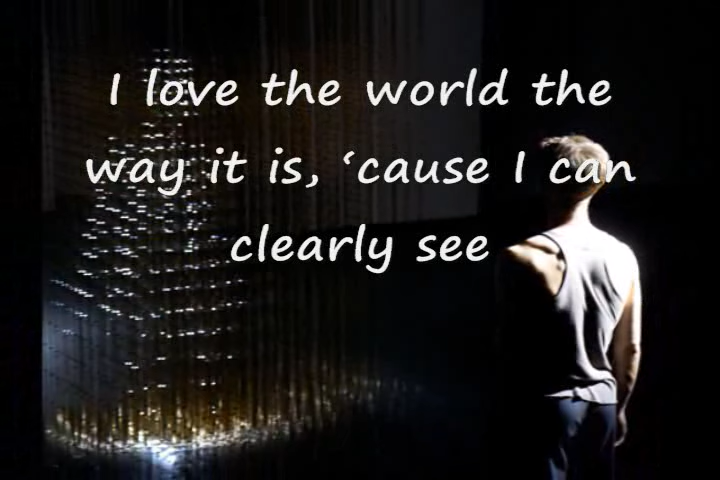 I love the world the
way it is, ‘cause I can
clearly see